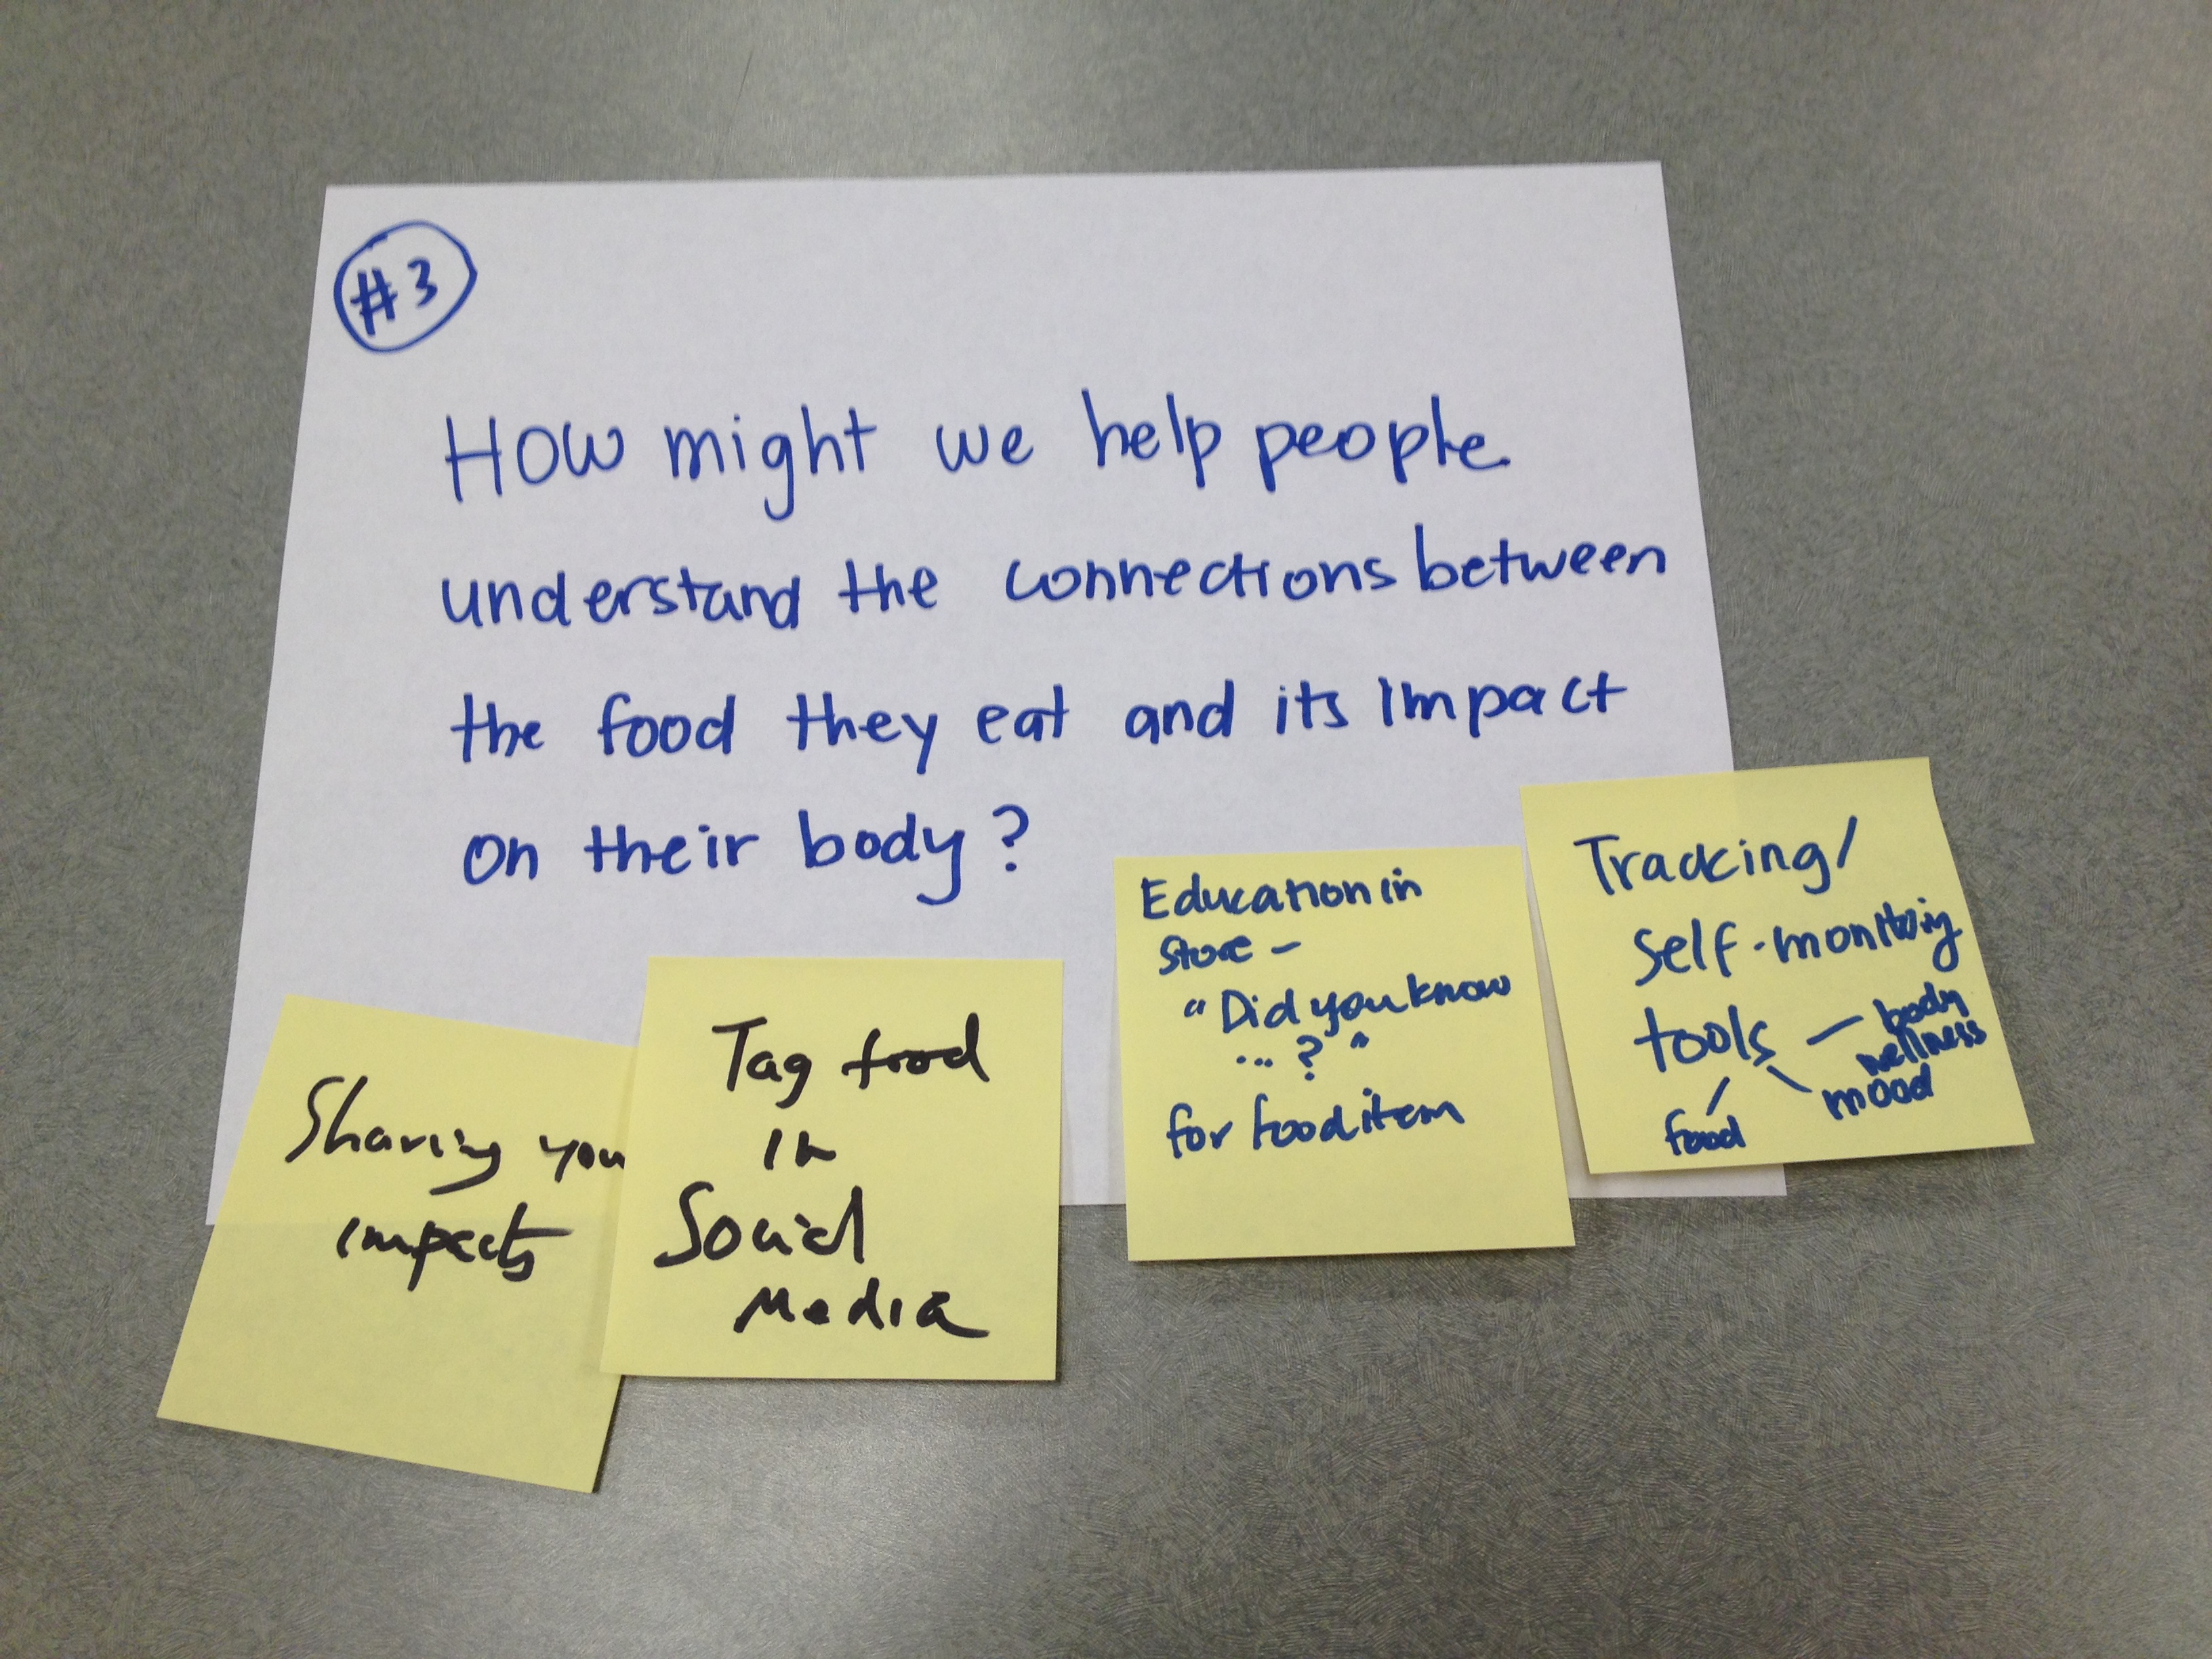 #3
How might we help people
understand the connections between
the food they eat and its impact
on their body?
Sharing you
impacts
Tag food
in
Social
Media
Education in
store -
"Did you know
... ?"
for food item
Tracking/
self-monitoring
tools - body
wellness
mood
food